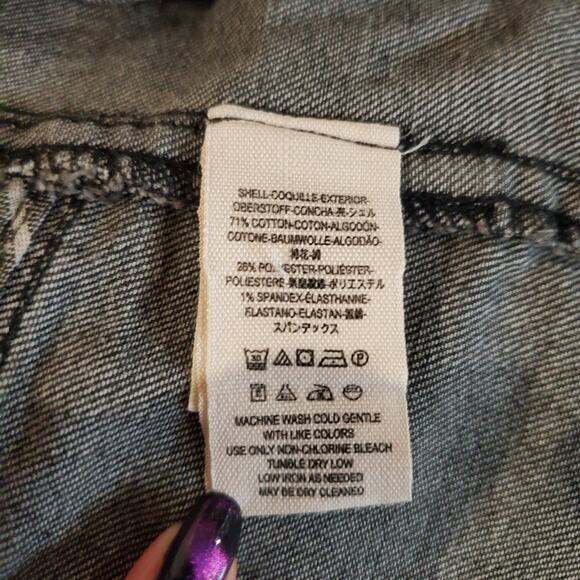 SHELL-COQUILLE-EXTERIOR-
OBERSTOFF-CONCHA-壳-シェル
71% COTTON-COTON-ALGODÓN-
COTONE-BAUMWOLLE-ALGODÃO-
棉花-綿
28% POLYESTER-POLIÉSTER-
POLIESTERE-聚酯纖維-ポリエステル
1% SPANDEX-ÉLASTHANNE-
ELASTANO-ELASTAN-氨綸-
スパンデックス
30
P
MACHINE WASH COLD GENTLE
WITH LIKE COLORS
USE ONLY NON-CHLORINE BLEACH
TUMBLE DRY LOW
LOW IRON AS NEEDED
MAY BE DRY CLEANED